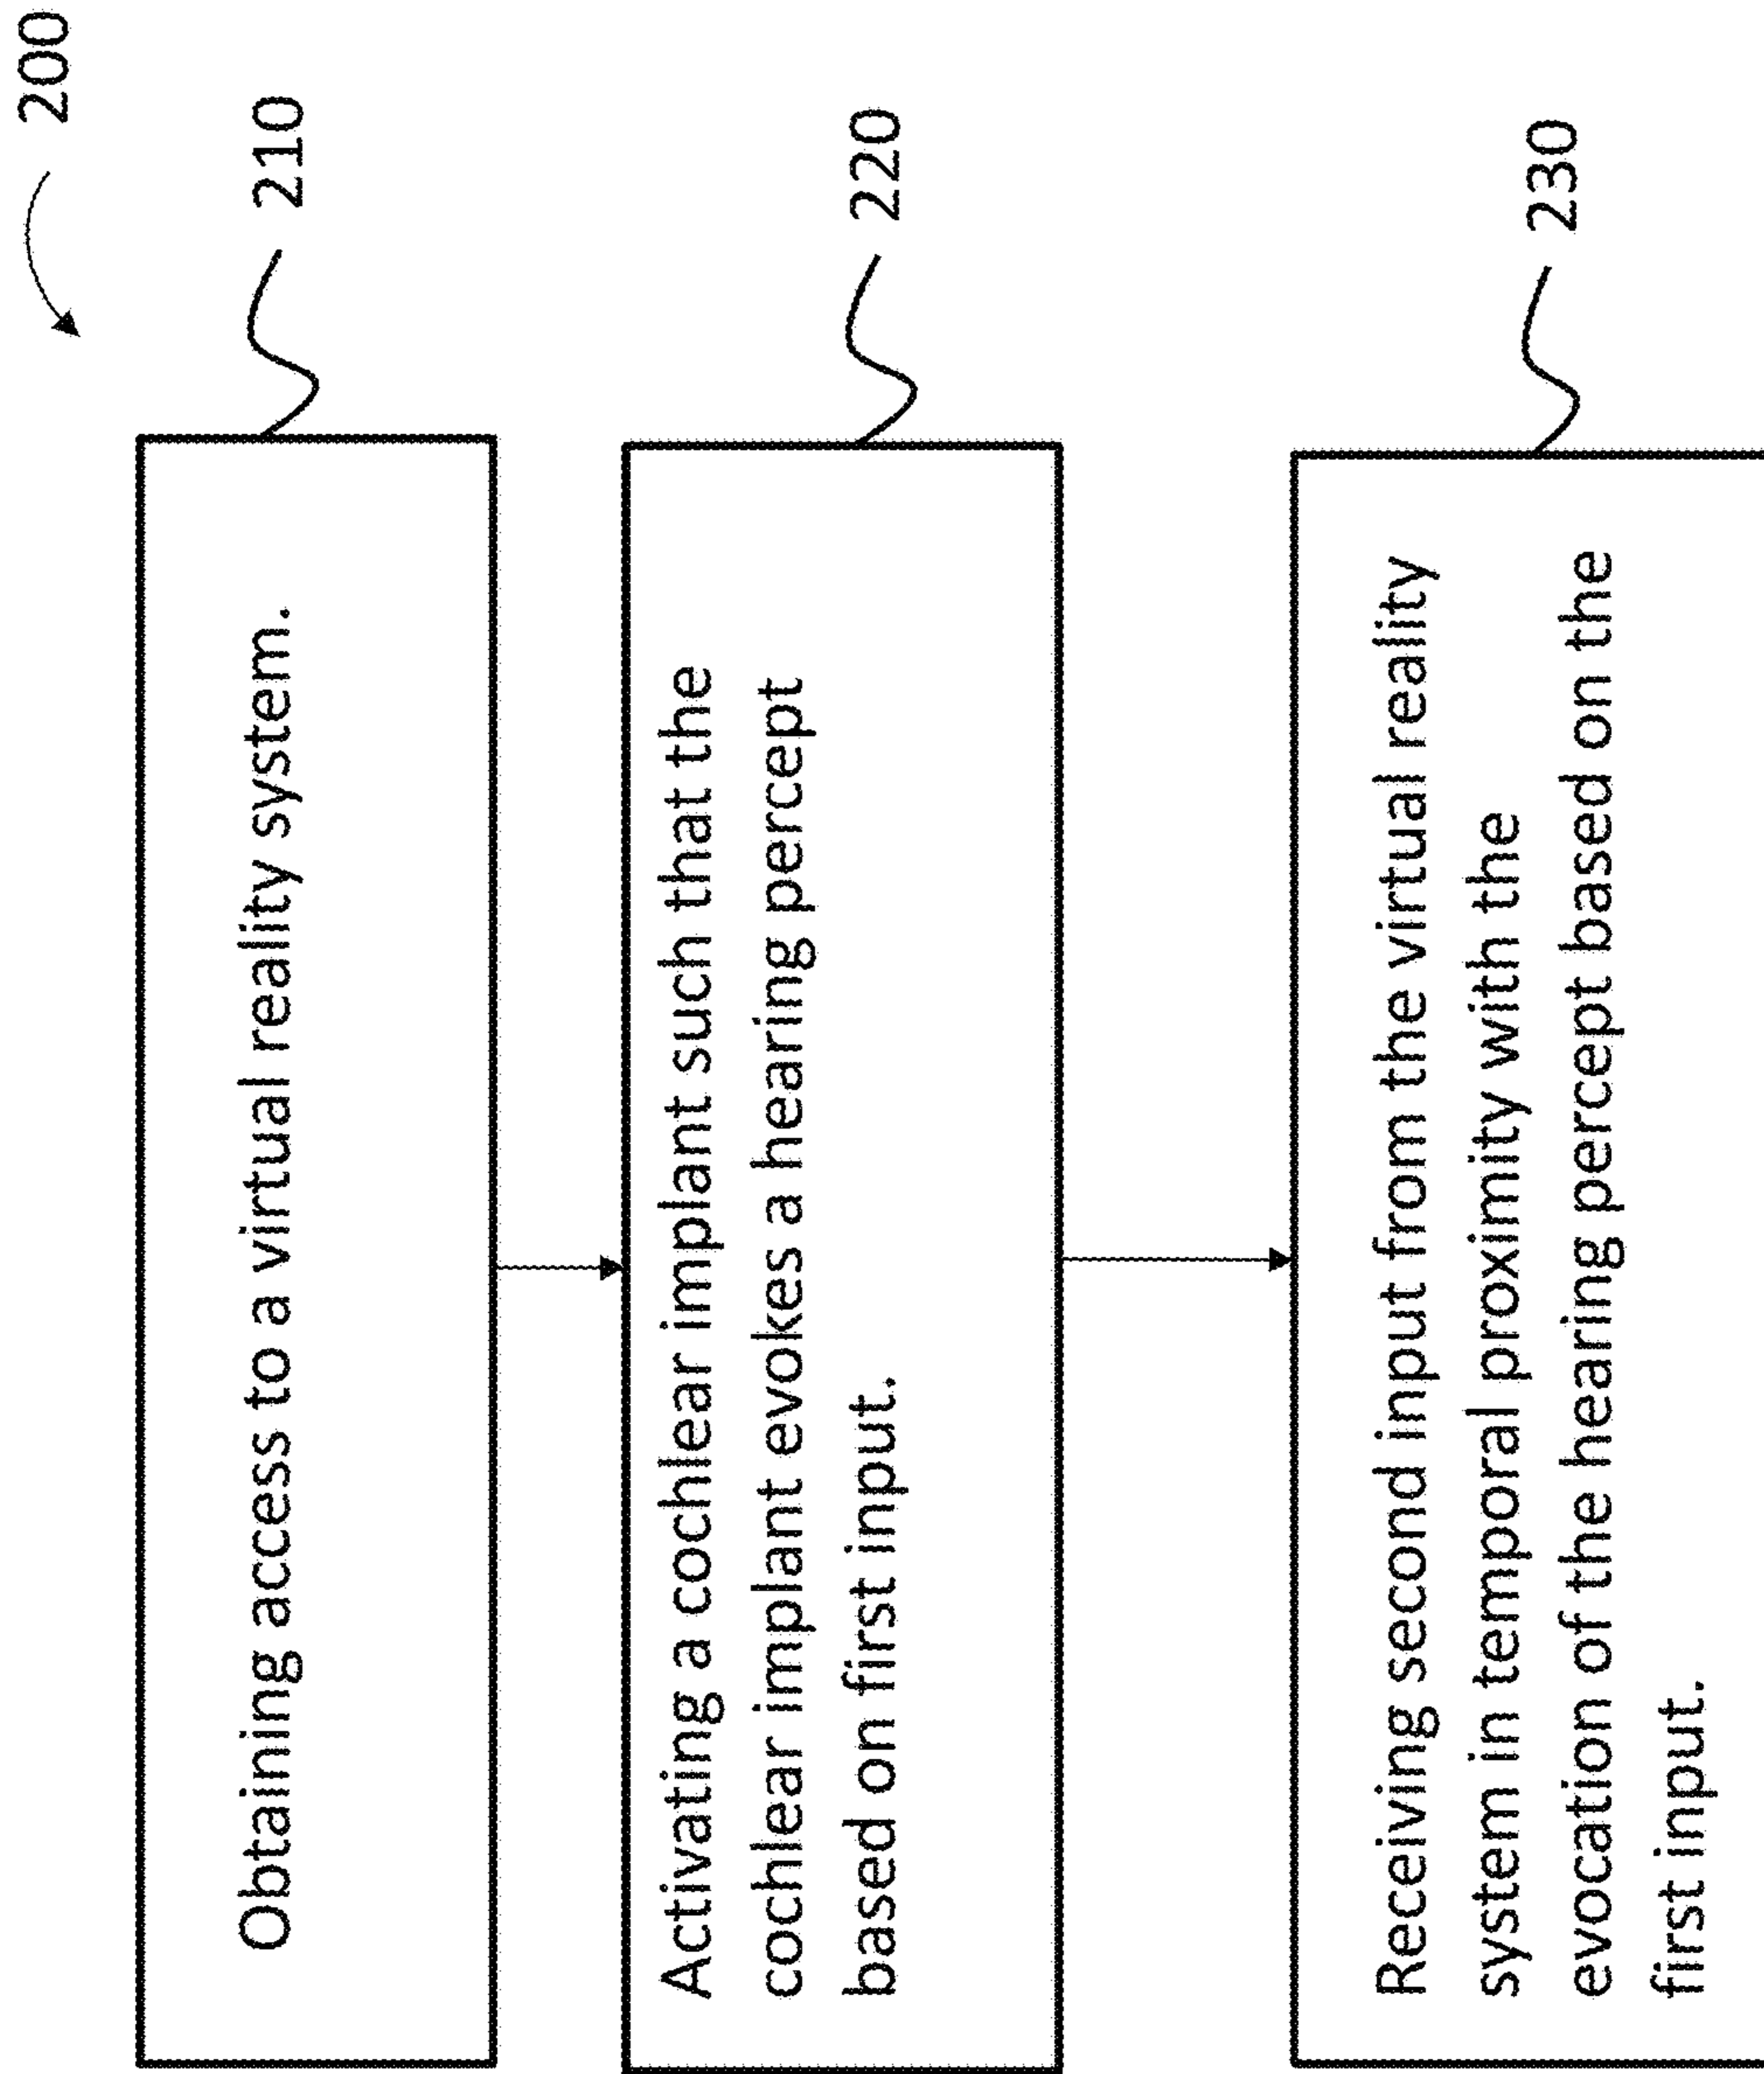 200
Obtaining access to a virtual reality system.
210
Activating a cochlear implant such that the
cochlear implant evokes a hearing percept
based on first input.
220
Receiving second input from the virtual reality
system in temporal proximity with the
evocation of the hearing percept based on the
first input.
230